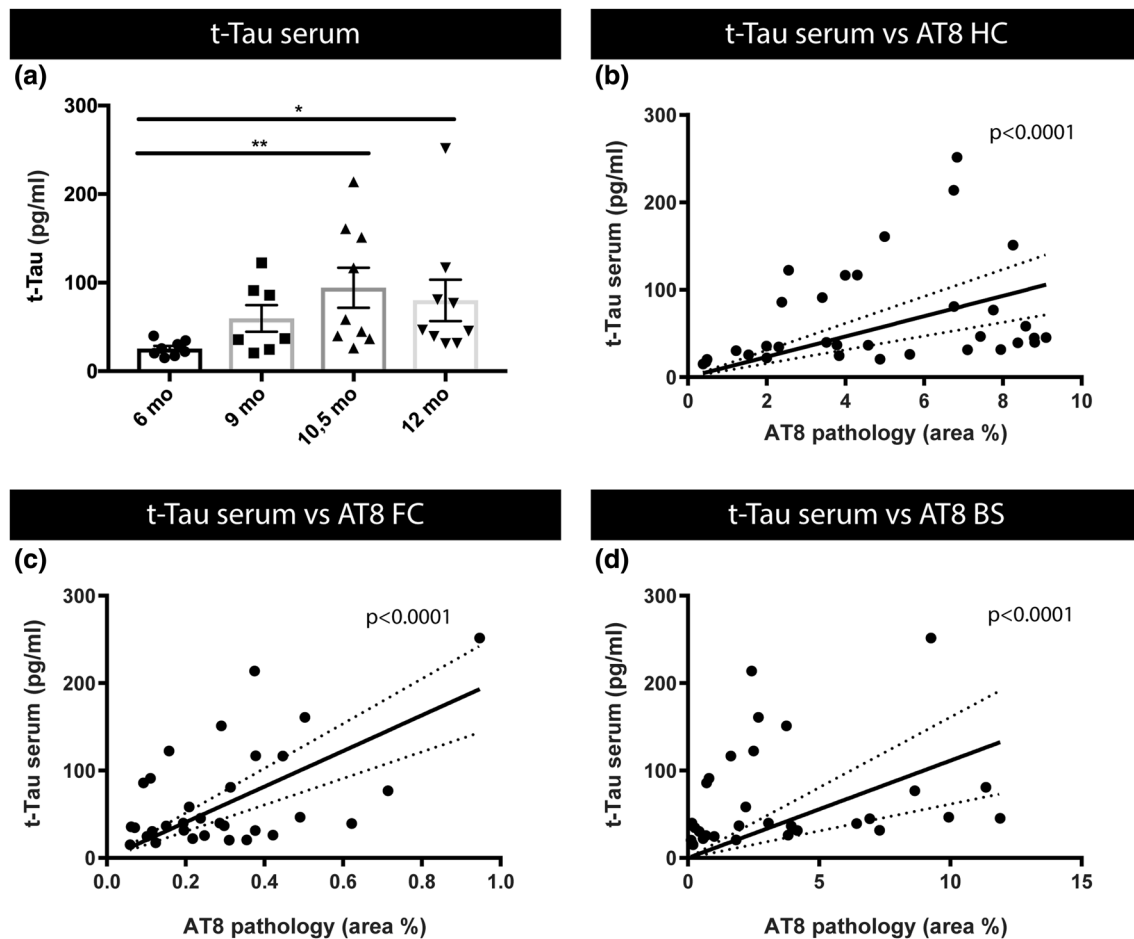 t-Tau serum
(a)
300
200
100
0
t-Tau (pg/ml)
*
**
6 mo
9 mo
10,5 mo
12 mo
t-Tau serum vs AT8 HC
(b)
300
200
100
0
t-Tau serum (pg/ml)
p<0.0001
0 2 4 6 8 10
AT8 pathology (area %)
t-Tau serum vs AT8 FC
(c)
300
200
100
0
t-Tau serum (pg/ml)
p<0.0001
0.0 0.2 0.4 0.6 0.8 1.0
AT8 pathology (area %)
t-Tau serum vs AT8 BS
(d)
300
200
100
0
t-Tau serum (pg/ml)
p<0.0001
0 5 10 15
AT8 pathology (area %)